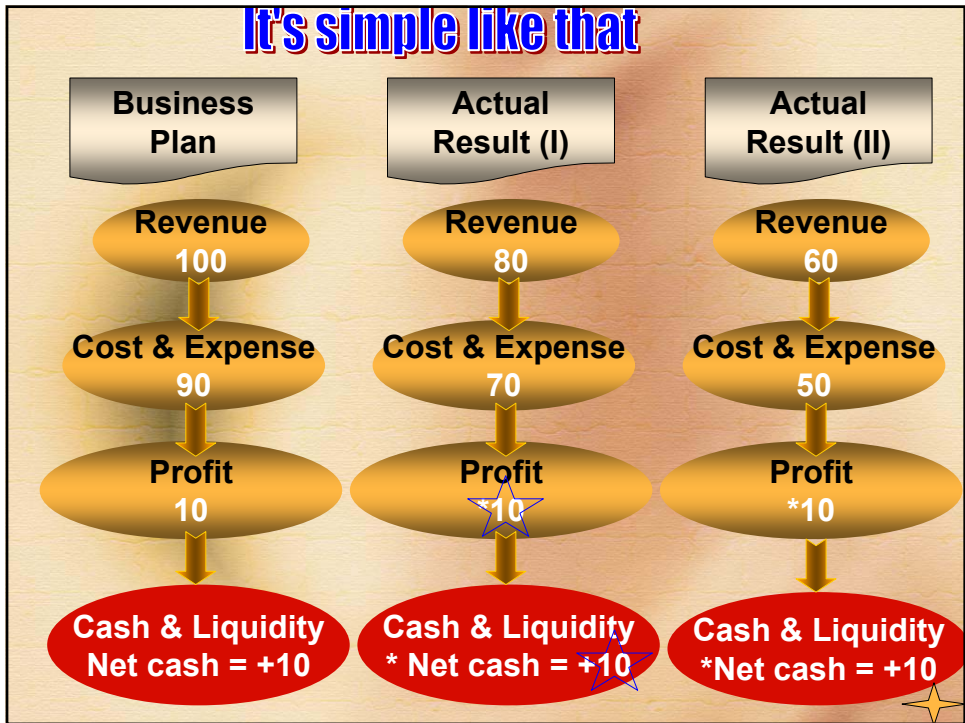 It's simple like that
Business
Plan
Revenue
100
Cost & Expense
90
Profit
10
Cash & Liquidity
Net cash = +10
Actual
Result (I)
Revenue
80
Cost & Expense
70
Profit
*10
Cash & Liquidity
* Net cash = +10
Actual
Result (II)
Revenue
60
Cost & Expense
50
Profit
*10
Cash & Liquidity
*Net cash = +10